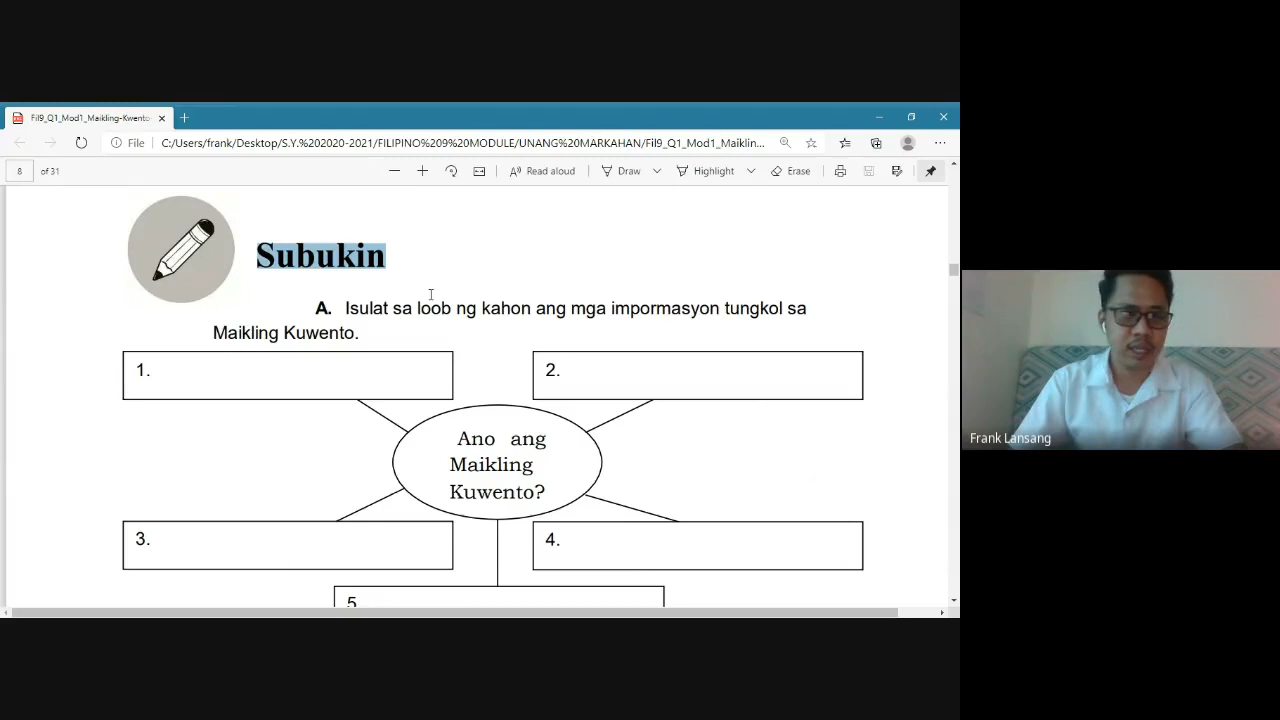 Fil9_Q1_Mod1_Maikling-Kwento
File C:/Users/frank/Desktop/S.Y.%202020-2021/FILIPINO%209%20MODULE/UNANG%20MARKAHAN/Fil9_Q1_Mod1_Maiklin...
8 of 31 Read aloud Draw Highlight Erase
Subukin
A. Isulat sa loob ng kahon ang mga impormasyon tungkol sa
Maikling Kuwento.
1.
2.
Ano ang
Maikling
Kuwento?
3.
4.
5.
Frank Lansang